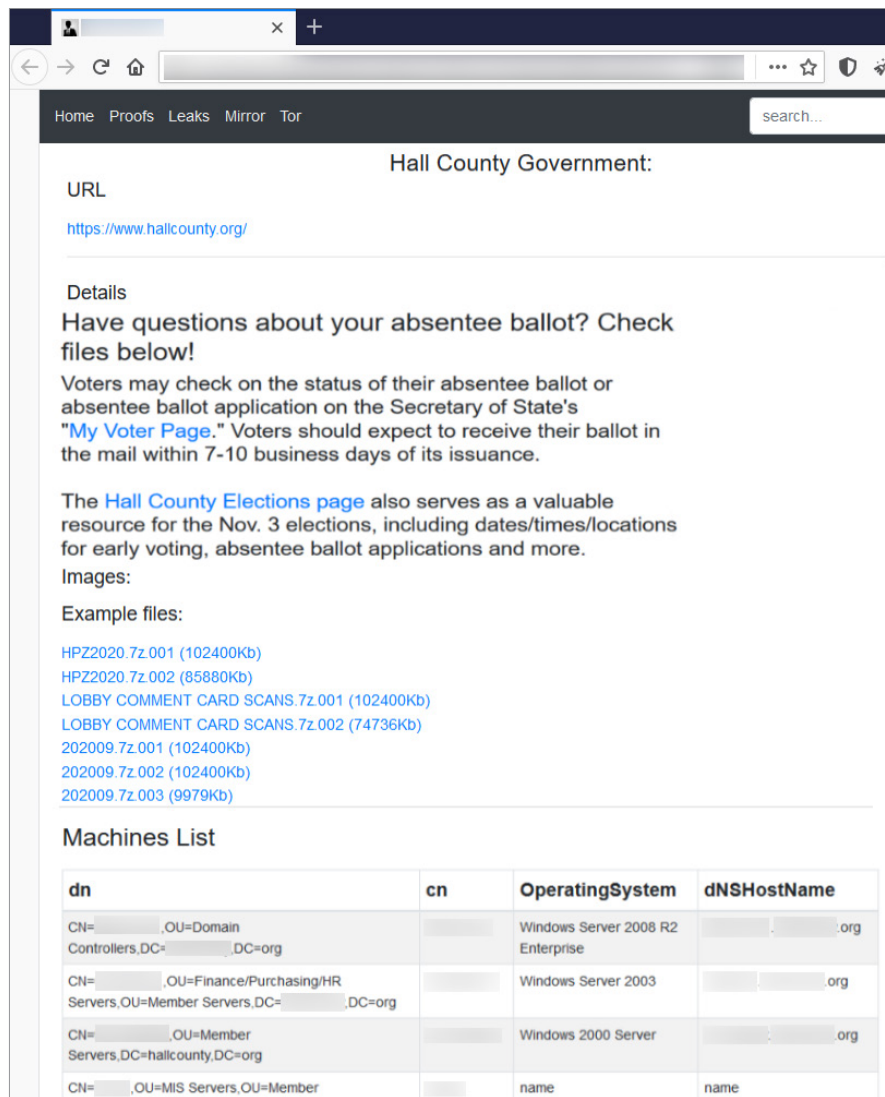 Home Proofs Leaks Mirror Tor
search...
Hall County Government:
URL
https://www.hallcounty.org/
Details
Have questions about your absentee ballot? Check
files below!
Voters may check on the status of their absentee ballot or
absentee ballot application on the Secretary of State's
"My Voter Page." Voters should expect to receive their ballot in
the mail within 7-10 business days of its issuance.
The Hall County Elections page also serves as a valuable
resource for the Nov. 3 elections, including dates/times/locations
for early voting, absentee ballot applications and more.
Images:
Example files:
HPZ2020.7z.001 (102400Kb)
HPZ2020.7z.002 (85880Kb)
LOBBY COMMENT CARD SCANS.7z.001 (102400Kb)
LOBBY COMMENT CARD SCANS.7z.002 (74736Kb)
202009.7z.001 (102400Kb)
202009.7z.002 (102400Kb)
202009.7z.003 (9979Kb)
Machines List
dn cn OperatingSystem dNSHostName
CN= ,OU=Domain Windows Server 2008 R2 . .org
Controllers,DC= ,DC=org Enterprise
CN= ,OU=Finance/Purchasing/HR Windows Server 2003 . .org
Servers,OU=Member Servers,DC= ,DC=org
CN= ,OU=Member Windows 2000 Server . .org
Servers,DC=hallcounty,DC=org
CN= ,OU=MIS Servers,OU=Member name name